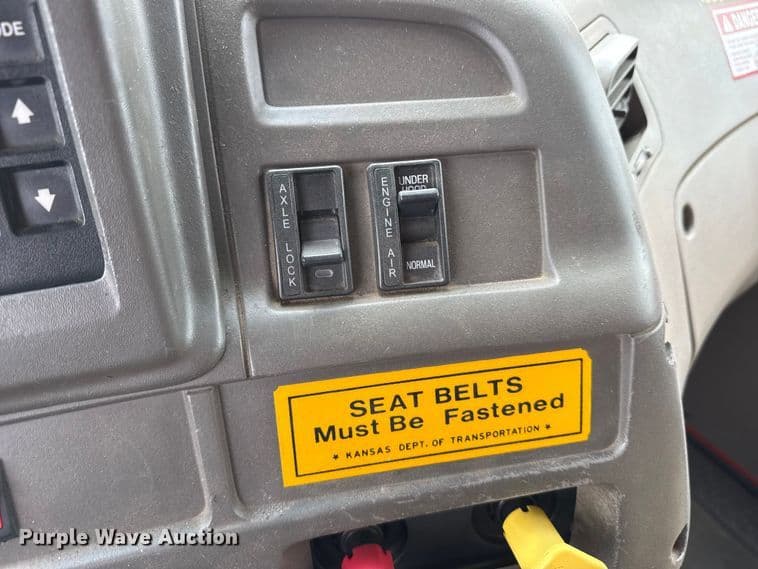 DE
AXLE LOCK
ENGINE AIR
UNDER
HOOD
NORMAL
DANGER
SEAT BELTS
Must Be Fastened
* KANSAS DEPT. OF TRANSPORTATION *
Purple Wave Auction